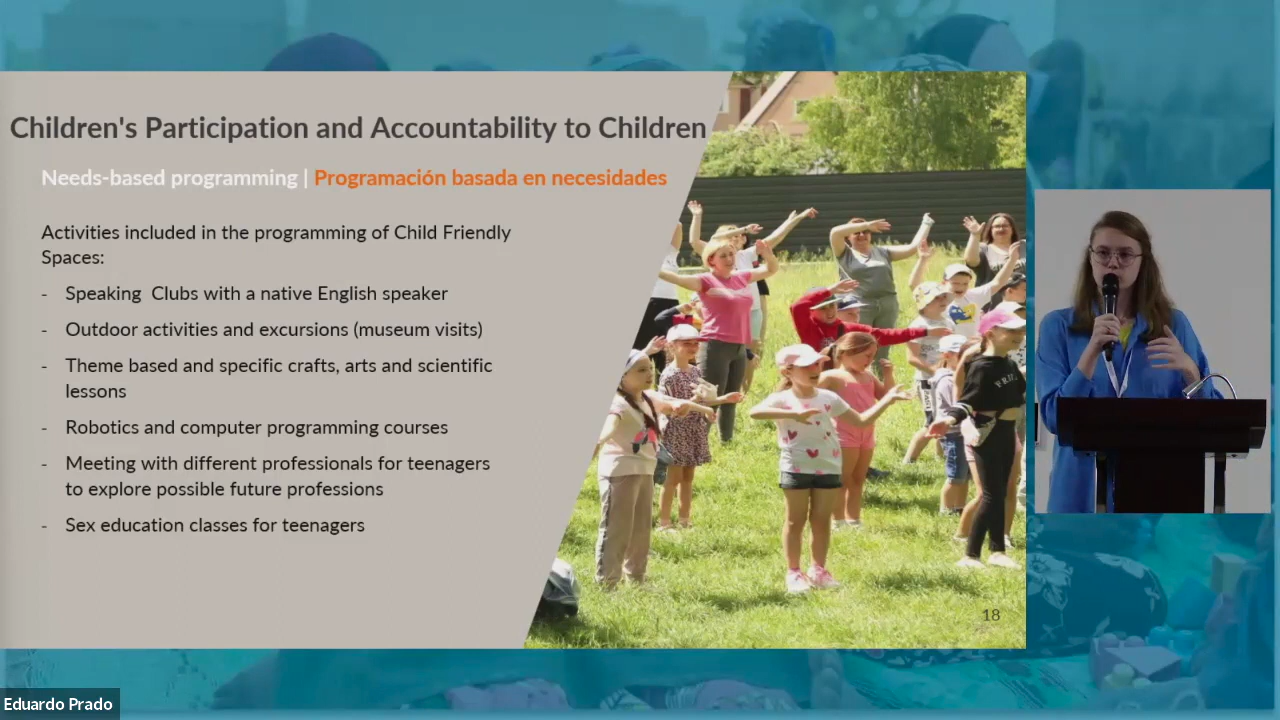 Children's Participation and Accountability to Children
Needs-based programming | Programación basada en necesidades
Activities included in the programming of Child Friendly
Spaces:
- Speaking Clubs with a native English speaker
- Outdoor activities and excursions (museum visits)
- Theme based and specific crafts, arts and scientific
lessons
- Robotics and computer programming courses
- Meeting with different professionals for teenagers
to explore possible future professions
- Sex education classes for teenagers
18
Eduardo Prado